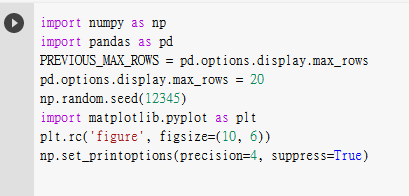 import numpy as np
import pandas as pd
PREVIOUS_MAX_ROWS = pd.options.display.max_rows
pd.options.display.max_rows = 20
np.random.seed(12345)
import matplotlib.pyplot as plt
plt.rc('figure', figsize=(10, 6))
np.set_printoptions(precision=4, suppress=True)